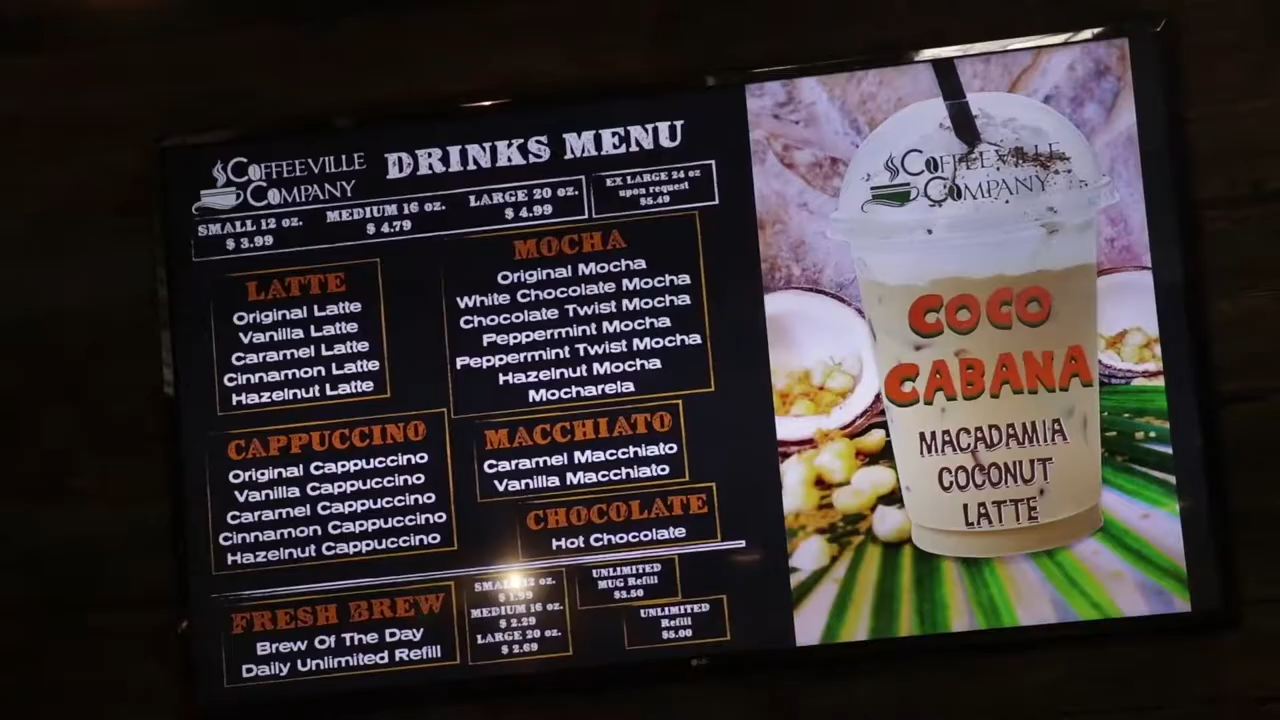 COFFEEVILLE
COMPANY
DRINKS MENU
SMALL 12 oz.
$ 3.99
MEDIUM 16 oz.
$ 4.79
LARGE 20 oz.
$ 4.99
EX LARGE 24 oz
upon request
$5.49
LATTE
Original Latte
Vanilla Latte
Caramel Latte
Cinnamon Latte
Hazelnut Latte
MOCHA
Original Mocha
White Chocolate Mocha
Chocolate Twist Mocha
Peppermint Mocha
Peppermint Twist Mocha
Hazelnut Mocha
Mocharela
CAPPUCCINO
Original Cappuccino
Vanilla Cappuccino
Caramel Cappuccino
Cinnamon Cappuccino
Hazelnut Cappuccino
MACCHIATO
Caramel Macchiato
Vanilla Macchiato
CHOCOLATE
Hot Chocolate
FRESH BREW
Brew Of The Day
Daily Unlimited Refill
SMALL 12 oz.
$ 1.99
MEDIUM 16 oz.
$ 2.29
LARGE 20 oz.
$ 2.69
UNLIMITED
MUG Refill
$3.50
UNLIMITED
Refill
$5.00
COFFEEVILLE
COMPANY
COCO
CABANA
MACADAMIA
COCONUT
LATTE